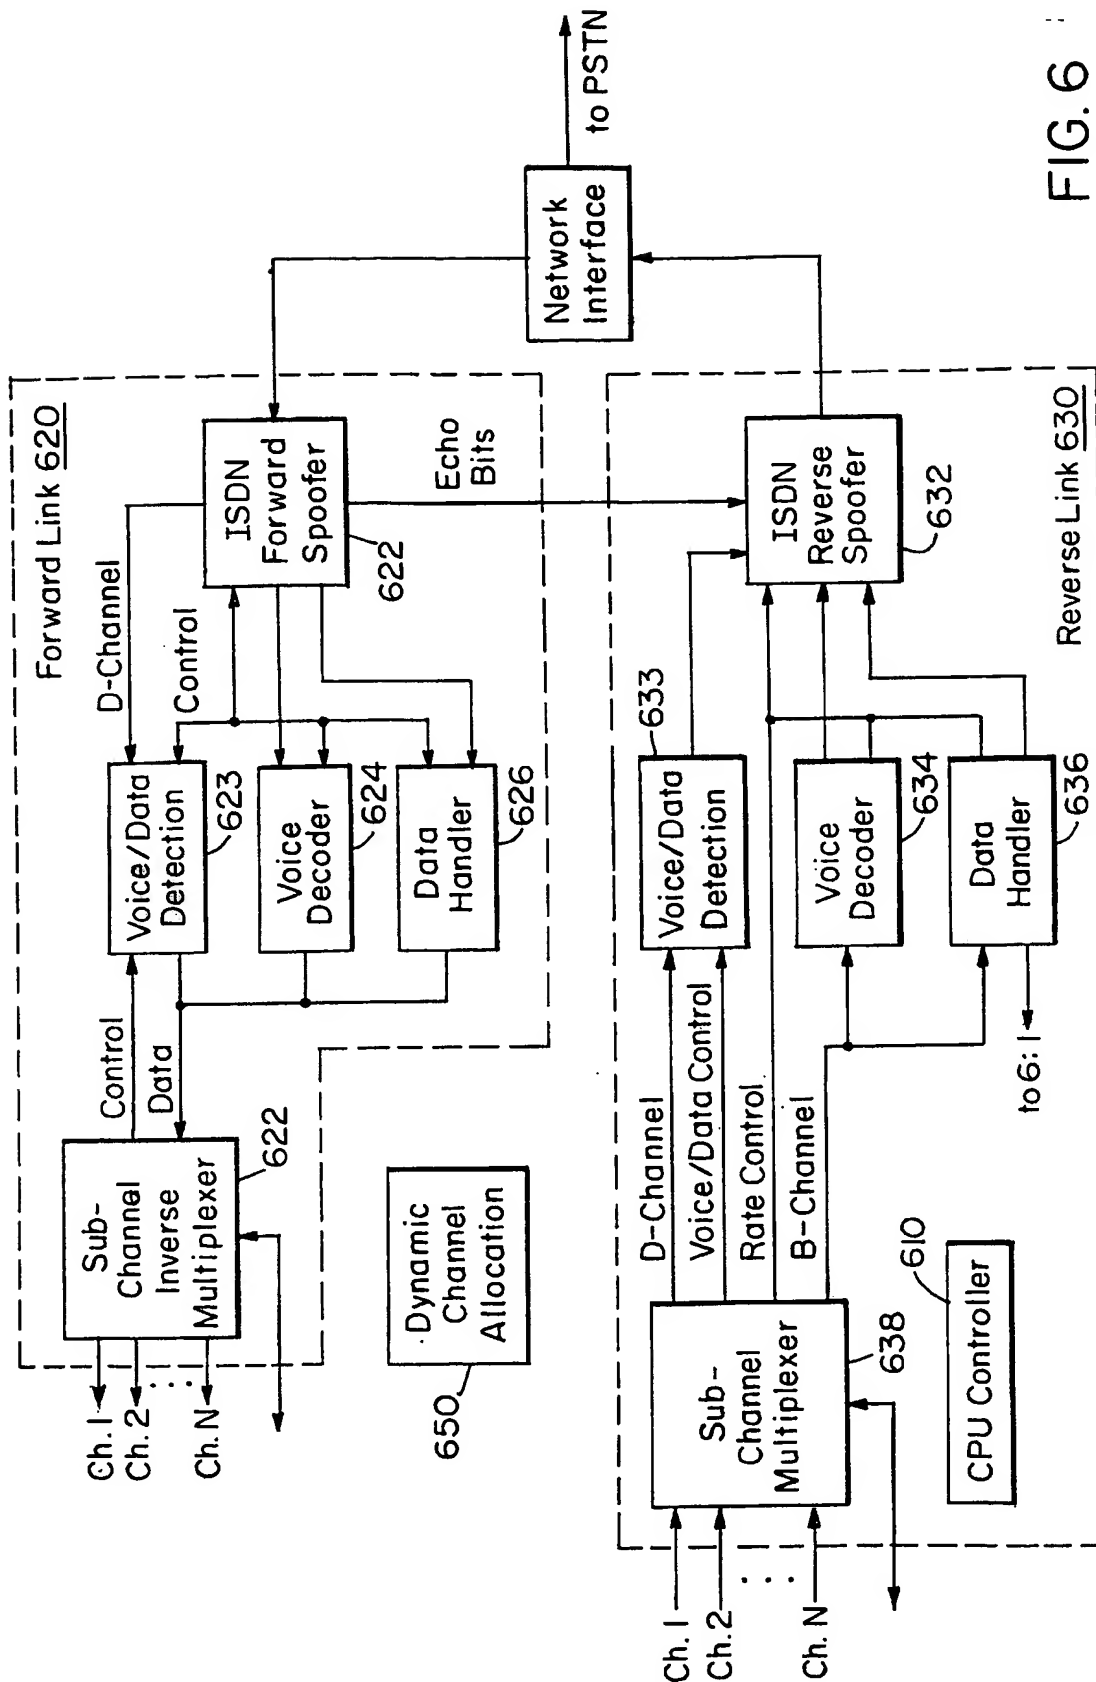 Forward Link 620
Ch. 1
Ch. 2
Ch. N
Sub-
Channel
Inverse
Multiplexer
622
Control
Data
Voice/Data
Detection
623
Voice
Decoder
624
Data
Handler
626
D-Channel
Control
ISDN
Forward
Spoofer
622
Echo
Bits
Network
Interface
to PSTN
Dynamic
Channel
Allocation
650
Ch. 1
Ch. 2
Ch. N
Sub-
Channel
Multiplexer
638
D-Channel
Voice/Data Control
Rate Control
B-Channel
Voice/Data
Detection
633
Voice
Decoder
634
Data
Handler
636
to 6:1
ISDN
Reverse
Spoofer
632
Reverse Link 630
CPU Controller
610
FIG. 6